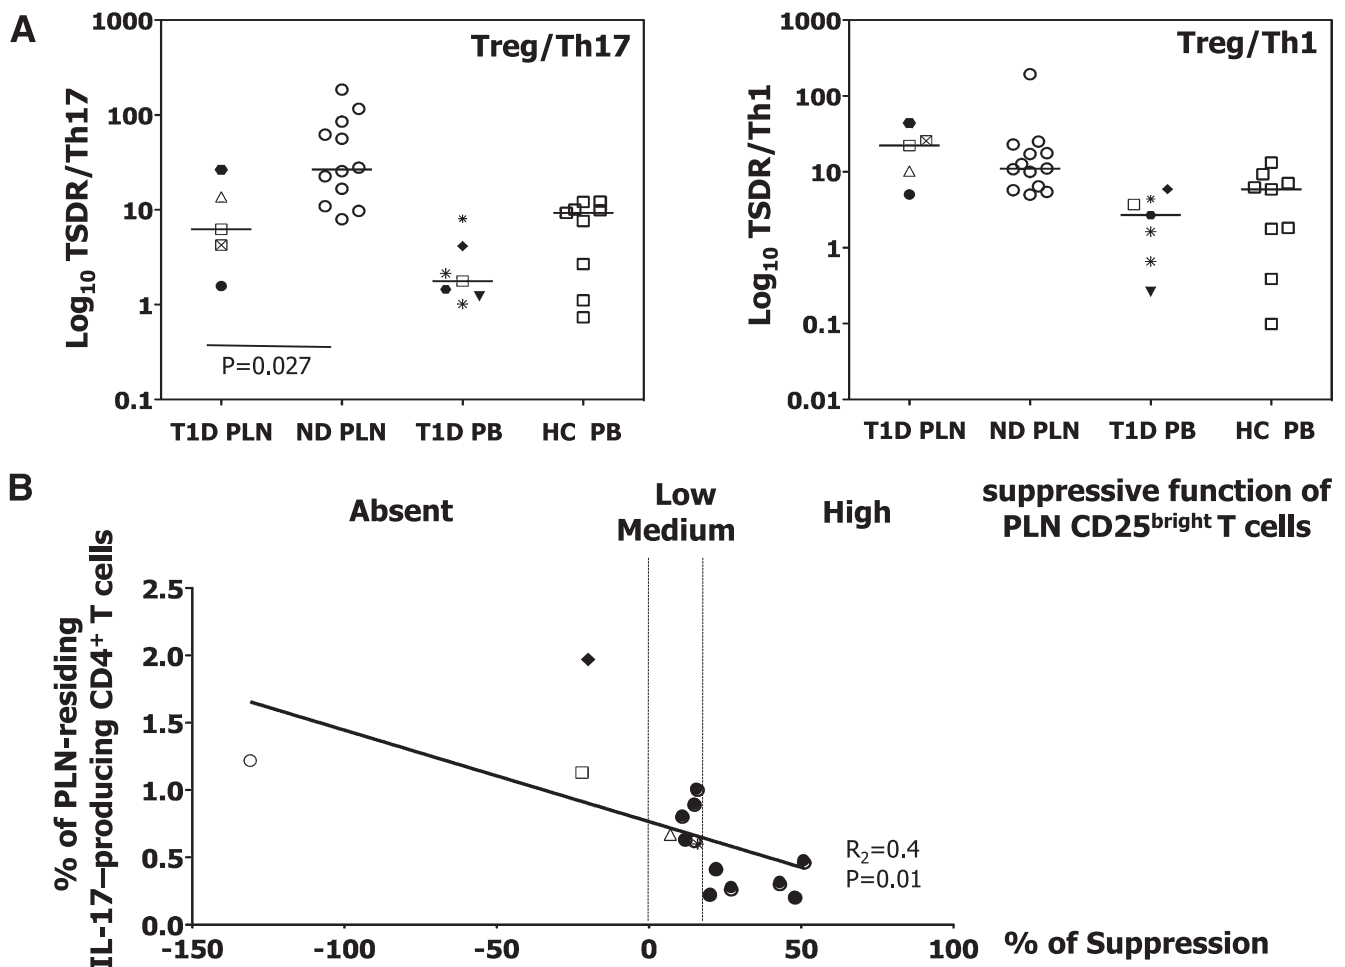 A
Treg/Th17
Log10 TSDR/Th17
1000
100
10
1
0.1
P=0.027
T1D PLN ND PLN T1D PB HC PB
Treg/Th1
Log10 TSDR/Th1
1000
100
10
1
0.1
0.01
T1D PLN ND PLN T1D PB HC PB
B
Absent
Low
Medium
High
suppressive function of
PLN CD25bright T cells
% of PLN-residing
IL-17–producing CD4+ T cells
2.5
2.0
1.5
1.0
0.5
0.0
R2=0.4
P=0.01
-150 -100 -50 0 50 100
% of Suppression